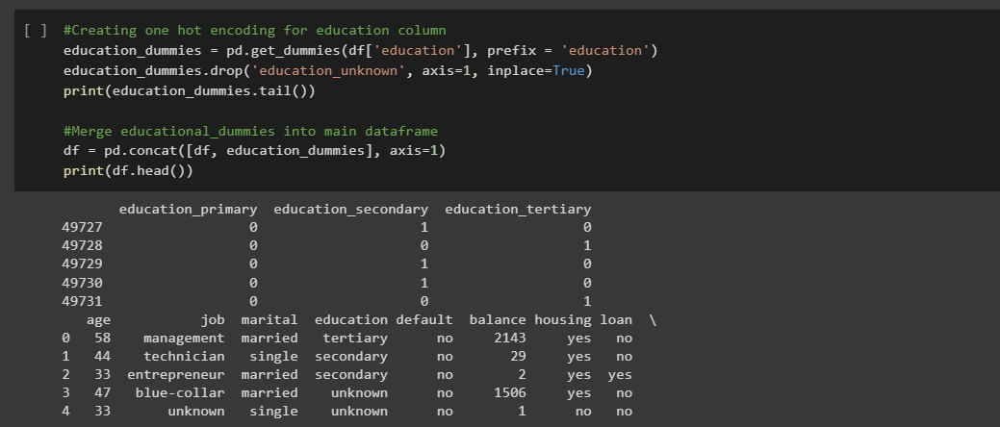 [ ] #Creating one hot encoding for education column
education_dummies = pd.get_dummies(df['education'], prefix = 'education')
education_dummies.drop('education_unknown', axis=1, inplace=True)
print(education_dummies.tail())
#Merge educational_dummies into main dataframe
df = pd.concat([df, education_dummies], axis=1)
print(df.head())
education_primary education_secondary education_tertiary
49727 0 1 0
49728 0 0 1
49729 0 1 0
49730 0 1 0
49731 0 0 1
age job marital education default balance housing loan \
0 58 management married tertiary no 2143 yes no
1 44 technician single secondary no 29 yes no
2 33 entrepreneur married secondary no 2 yes yes
3 47 blue-collar married unknown no 1506 yes no
4 33 unknown single unknown no 1 no no